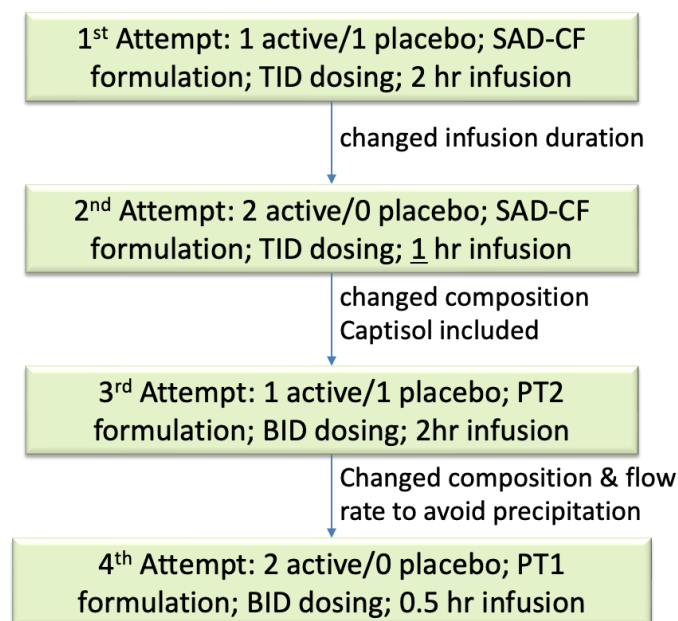 1st Attempt: 1 active/1 placebo; SAD-CF
formulation; TID dosing; 2 hr infusion
changed infusion duration
2nd Attempt: 2 active/0 placebo; SAD-CF
formulation; TID dosing; 1 hr infusion
changed composition
Captisol included
3rd Attempt: 1 active/1 placebo; PT2
formulation; BID dosing; 2hr infusion
Changed composition & flow
rate to avoid precipitation
4th Attempt: 2 active/0 placebo; PT1
formulation; BID dosing; 0.5 hr infusion